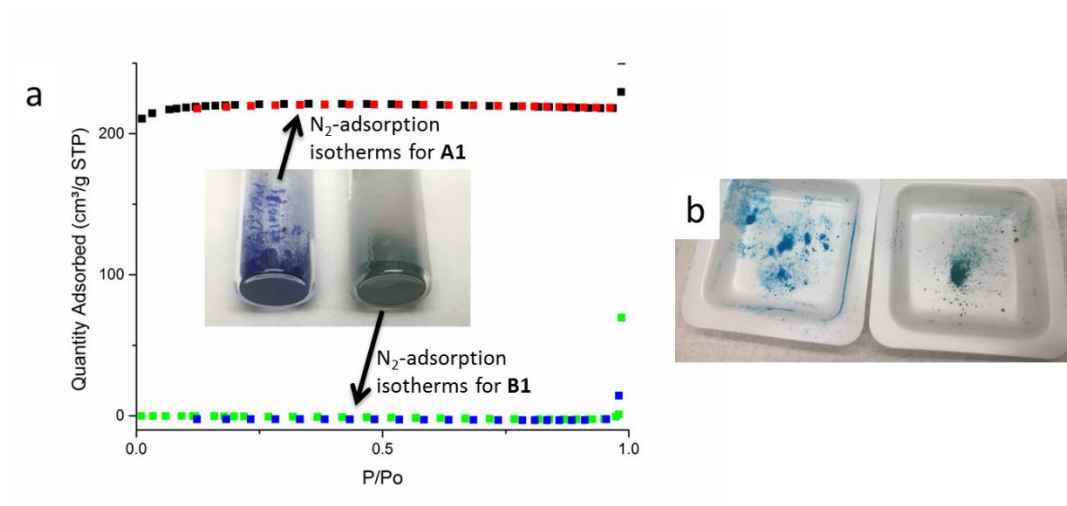 a
Quantity Adsorbed (cm³/g STP)
200
100
0
N₂-adsorption
isotherms for A1
N₂-adsorption
isotherms for B1
0.0
0.5
1.0
P/Po
b